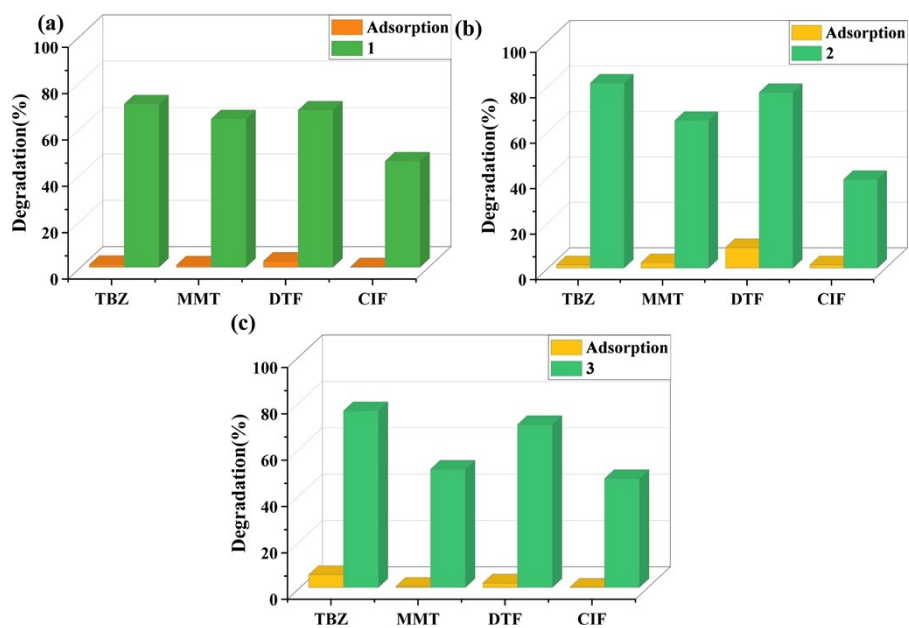 (a)
Adsorption
1
Degradation(%)
100
80
60
40
20
0
TBZ MMT DTF CIF
(b)
Adsorption
2
Degradation(%)
100
80
60
40
20
0
TBZ MMT DTF CIF
(c)
Adsorption
3
Degradation(%)
100
80
60
40
20
0
TBZ MMT DTF CIF